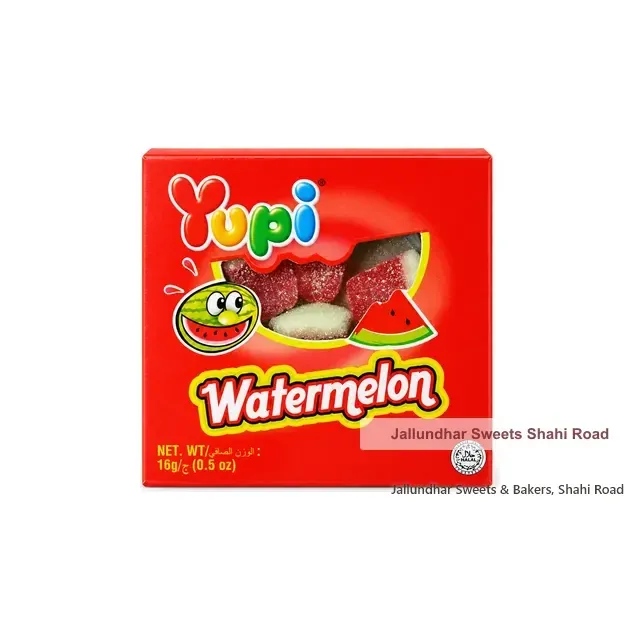 Yupi®
Watermelon
Jallundhar Sweets Shahi Road
NET. WT/الوزن الصافي :
16g/ج (0.5 oz)
HALAL
Jallundhar Sweets & Bakers, Shahi Road